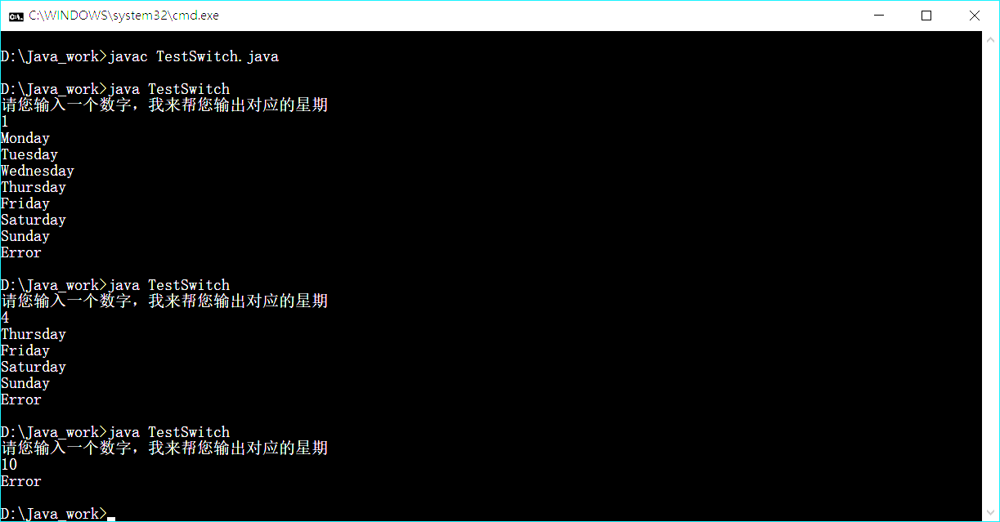 C:\WINDOWS\system32\cmd.exe
D:\Java_work>javac TestSwitch.java
D:\Java_work>java TestSwitch
请您输入一个数字，我来帮您输出对应的星期
1
Monday
Tuesday
Wednesday
Thursday
Friday
Saturday
Sunday
Error
D:\Java_work>java TestSwitch
请您输入一个数字，我来帮您输出对应的星期
4
Thursday
Friday
Saturday
Sunday
Error
D:\Java_work>java TestSwitch
请您输入一个数字，我来帮您输出对应的星期
10
Error
D:\Java_work>